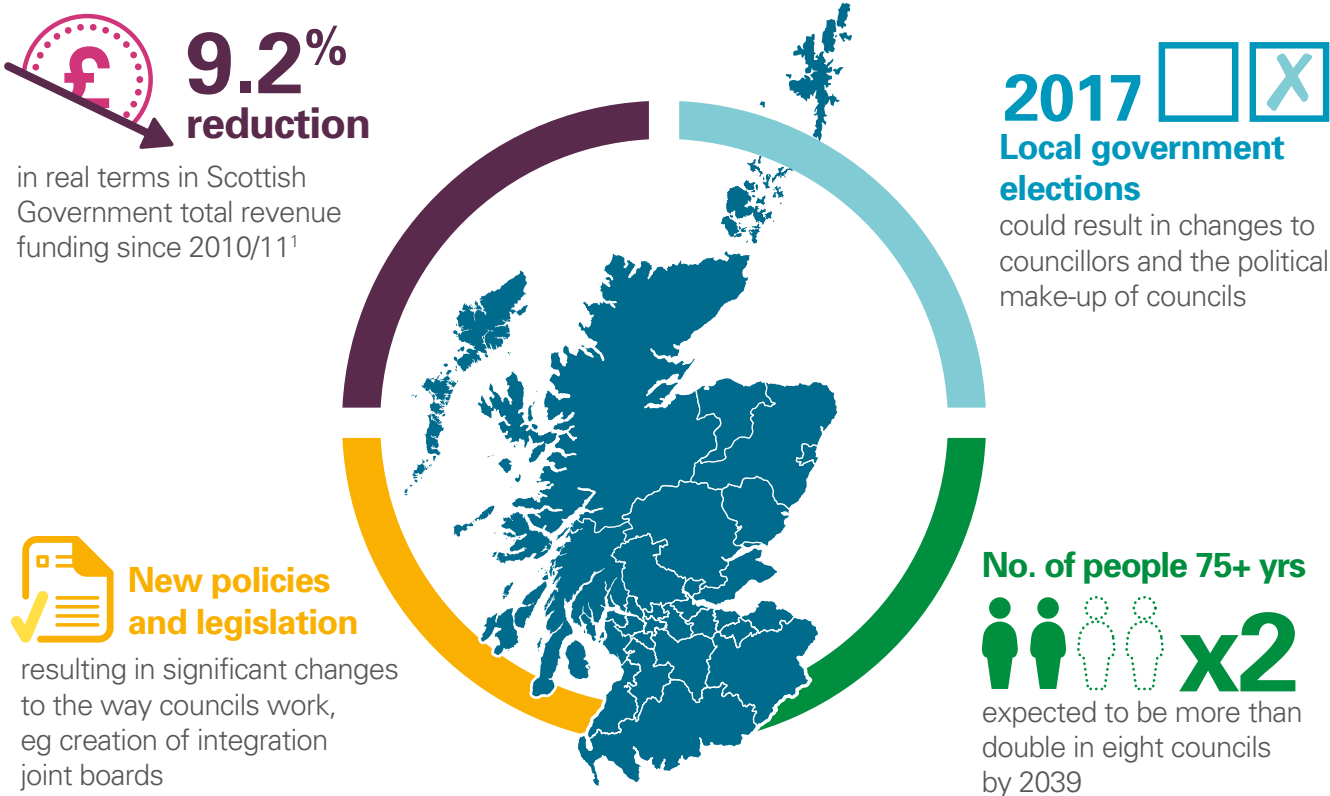 £
9.2%
reduction
in real terms in Scottish
Government total revenue
funding since 2010/11¹
2017
Local government
elections
could result in changes to
councillors and the political
make-up of councils
New policies
and legislation
resulting in significant changes
to the way councils work,
eg creation of integration
joint boards
No. of people 75+ yrs
x2
expected to be more than
double in eight councils
by 2039